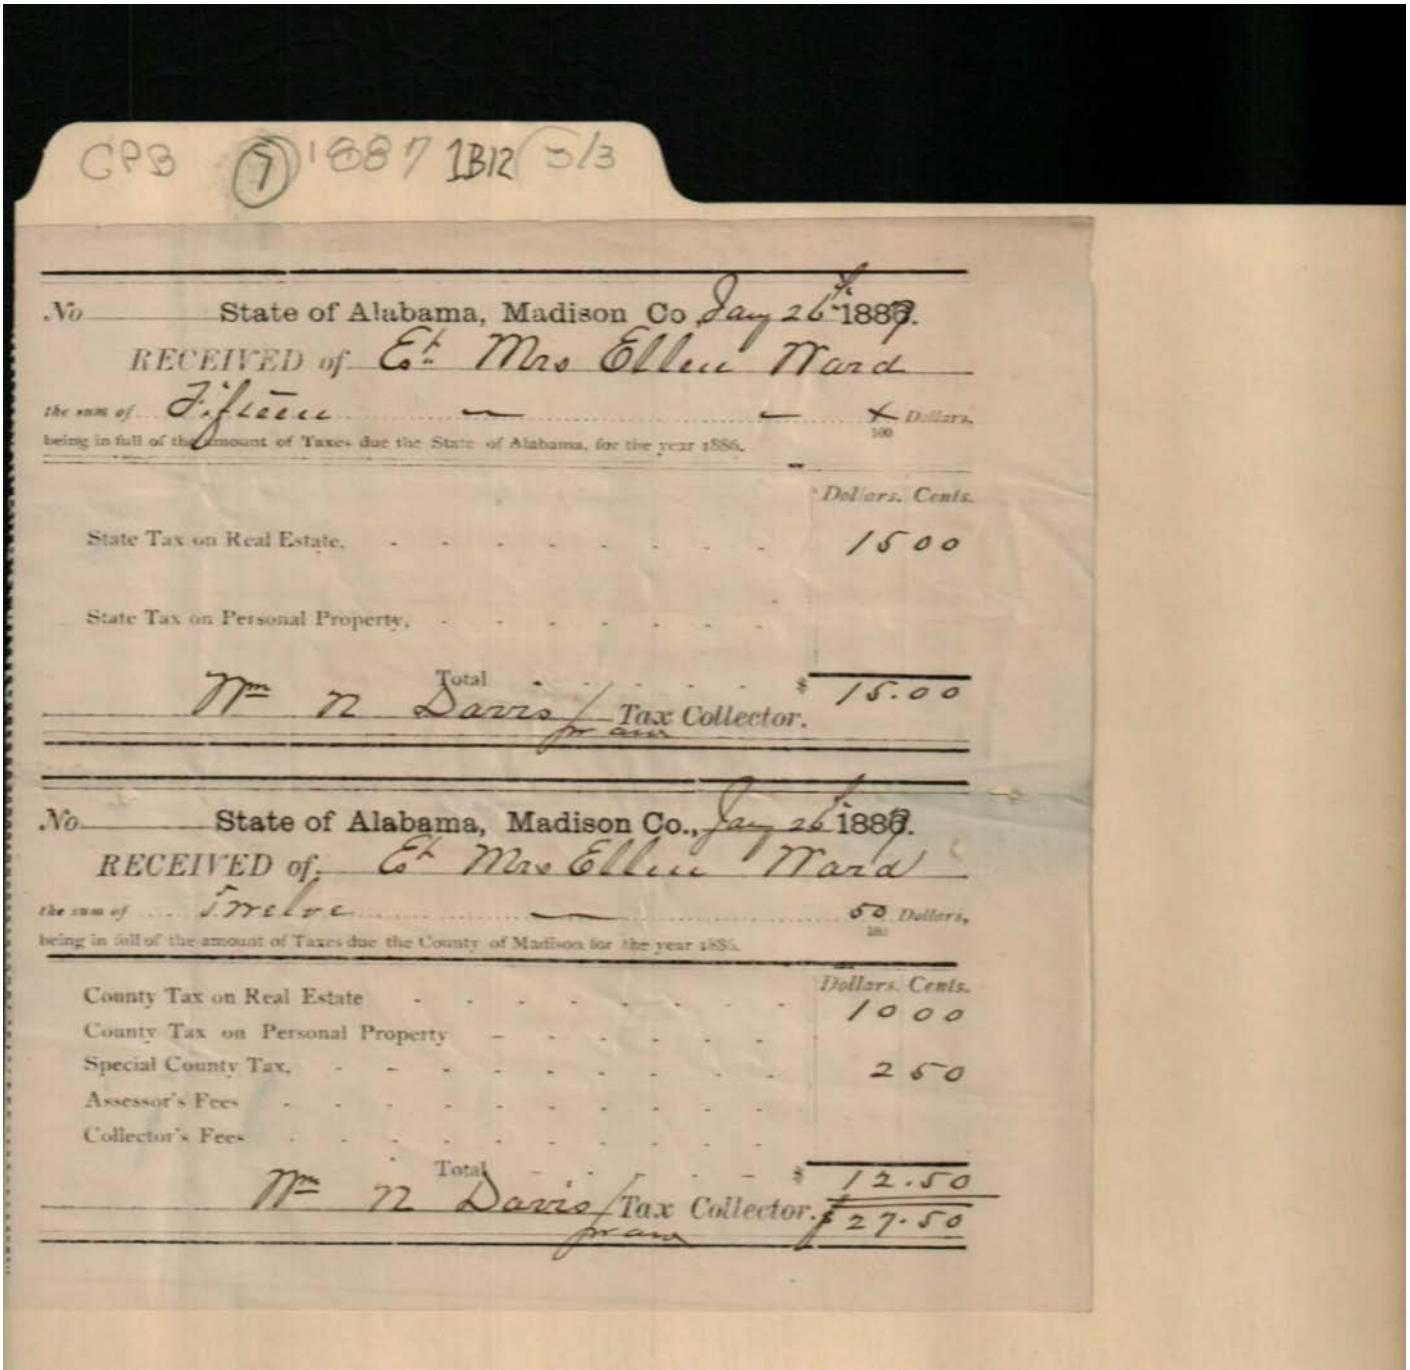 CPB 7 1887 1B12 5/3
No State of Alabama, Madison Co Jany 26th 1887.
RECEIVED of Est. Mrs Ellen Ward
the sum of Fifteen — — x/100 Dollars,
being in full of the amount of Taxes due the State of Alabama, for the year 1886.
Dollars. Cents.
State Tax on Real Estate, 15 00
State Tax on Personal Property,
Total $ 15.00
Wm N Davis / Tax Collector.
No State of Alabama, Madison Co., Jany 26th 1887.
RECEIVED of Est Mrs Ellen Ward
the sum of Twelve — 50/100 Dollars,
being in full of the amount of Taxes due the County of Madison for the year 1886.
Dollars. Cents.
County Tax on Real Estate 10 00
County Tax on Personal Property
Special County Tax, 2 50
Assessor's Fees
Collector's Fees
Total $ 12.50
Wm N Davis / Tax Collector. $ 27.50